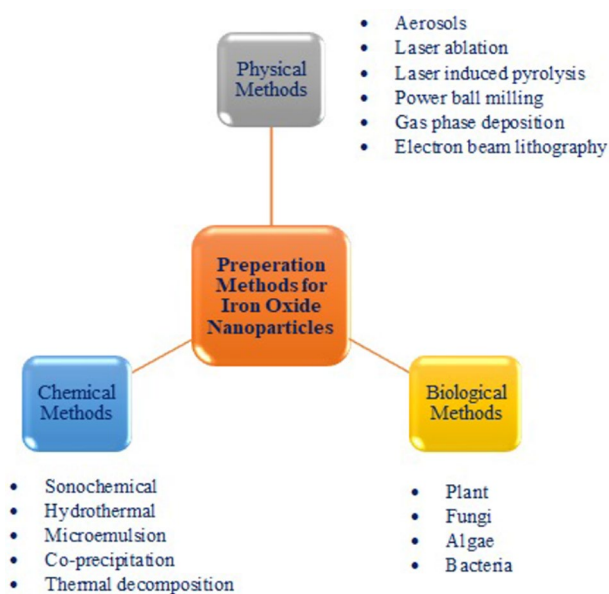 Physical
Methods
• Aerosols
• Laser ablation
• Laser induced pyrolysis
• Power ball milling
• Gas phase deposition
• Electron beam lithography
Preperation
Methods for
Iron Oxide
Nanoparticles
Chemical
Methods
• Sonochemical
• Hydrothermal
• Microemulsion
• Co-precipitation
• Thermal decomposition
Biological
Methods
• Plant
• Fungi
• Algae
• Bacteria